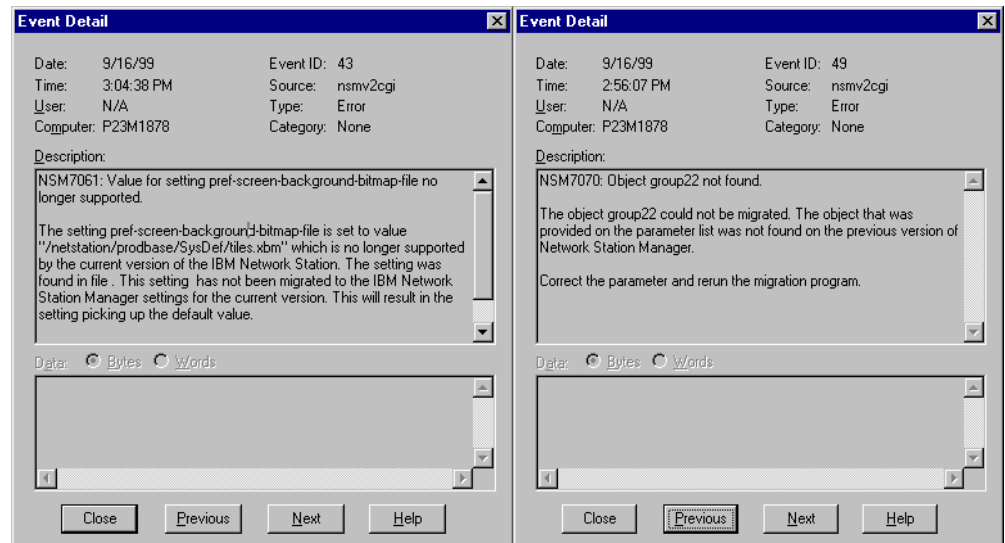 Event Detail
Date: 9/16/99 Event ID: 43
Time: 3:04:38 PM Source: nsmv2cgi
User: N/A Type: Error
Computer: P23M1878 Category: None
Description:
NSM7061: Value for setting pref-screen-background-bitmap-file no
longer supported.
The setting pref-screen-background-bitmap-file is set to value
"/netstation/prodbase/SysDef/tiles.xbm" which is no longer supported
by the current version of the IBM Network Station. The setting was
found in file . This setting  has not been migrated to the IBM Network
Station Manager settings for the current version. This will result in the
setting picking up the default value.
Data: Bytes Words
Close Previous Next Help
Event Detail
Date: 9/16/99 Event ID: 49
Time: 2:56:07 PM Source: nsmv2cgi
User: N/A Type: Error
Computer: P23M1878 Category: None
Description:
NSM7070: Object group22 not found.
The object group22 could not be migrated. The object that was
provided on the parameter list was not found on the previous version of
Network Station Manager.
Correct the parameter and rerun the migration program.
Data: Bytes Words
Close Previous Next Help